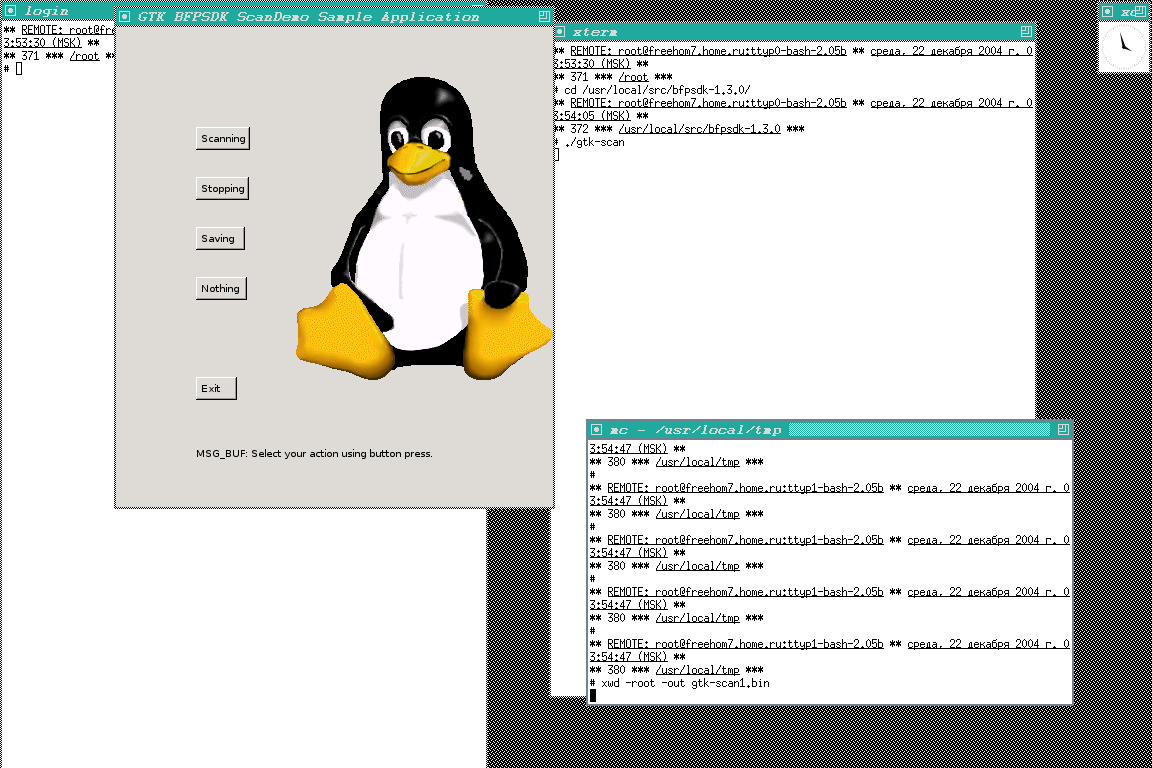 login
** REMOTE: root@fre
3:53:30 (MSK) **
** 371 *** /root **
#
GTK BFPSDK ScanDemo Sample Application
Scanning
Stopping
Saving
Nothing
Exit
MSG_BUF: Select your action using button press.
xterm
** REMOTE: root@freehom7.home.ru:ttyp0-bash-2.05b ** среда, 22 декабря 2004 г. 0
3:53:30 (MSK) **
** 371 *** /root ***
# cd /usr/local/src/bfpsdk-1.3.0/
** REMOTE: root@freehom7.home.ru:ttyp0-bash-2.05b ** среда, 22 декабря 2004 г. 0
3:54:05 (MSK) **
** 372 *** /usr/local/src/bfpsdk-1.3.0 ***
# ./gtk-scan
mc - /usr/local/tmp
3:54:47 (MSK) **
** 380 *** /usr/local/tmp ***
#
** REMOTE: root@freehom7.home.ru:ttyp1-bash-2.05b ** среда, 22 декабря 2004 г. 0
3:54:47 (MSK) **
** 380 *** /usr/local/tmp ***
#
** REMOTE: root@freehom7.home.ru:ttyp1-bash-2.05b ** среда, 22 декабря 2004 г. 0
3:54:47 (MSK) **
** 380 *** /usr/local/tmp ***
#
** REMOTE: root@freehom7.home.ru:ttyp1-bash-2.05b ** среда, 22 декабря 2004 г. 0
3:54:47 (MSK) **
** 380 *** /usr/local/tmp ***
#
** REMOTE: root@freehom7.home.ru:ttyp1-bash-2.05b ** среда, 22 декабря 2004 г. 0
3:54:47 (MSK) **
** 380 *** /usr/local/tmp ***
# xwd -root -out gtk-scan1.bin